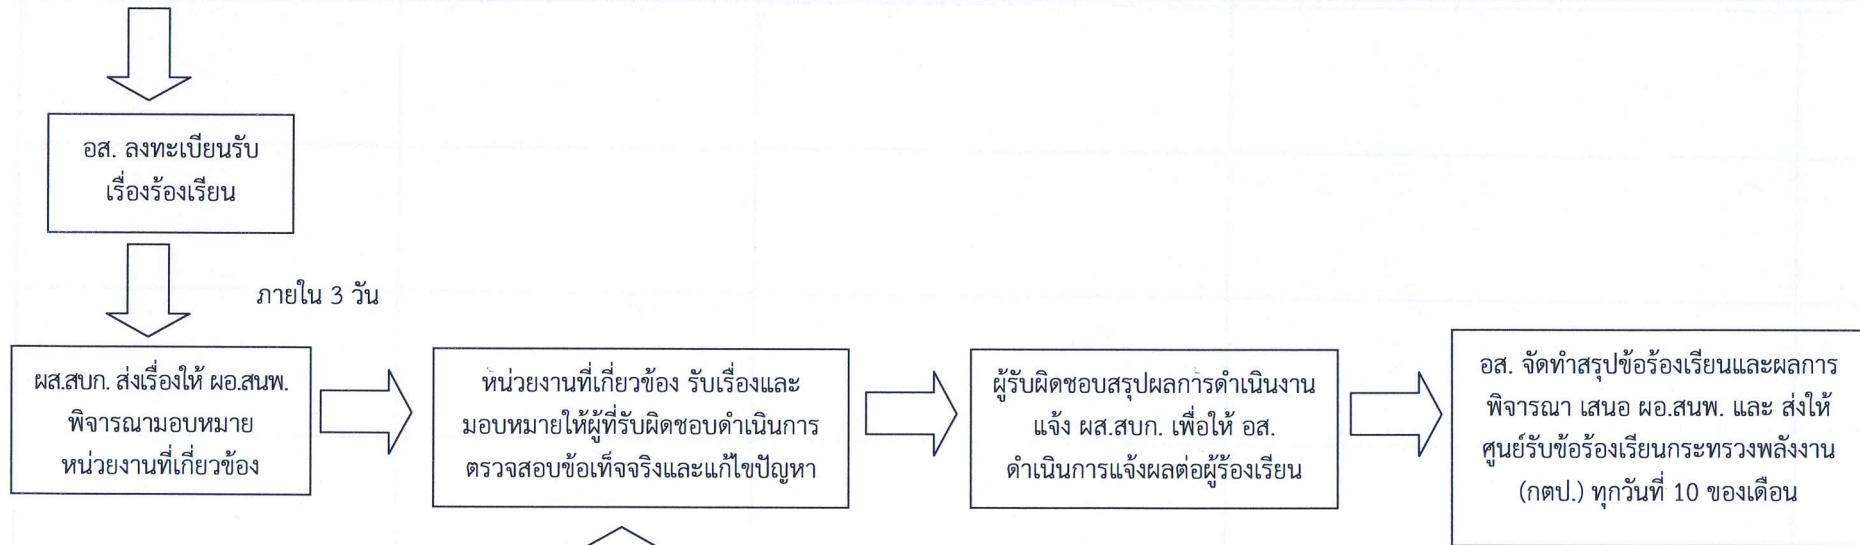 อส. ลงทะเบียนรับ
เรื่องร้องเรียน
ภายใน 3 วัน
ผส.สบก. ส่งเรื่องให้ ผอ.สนพ.
พิจารณามอบหมาย
หน่วยงานที่เกี่ยวข้อง
หน่วยงานที่เกี่ยวข้อง รับเรื่องและ
มอบหมายให้ผู้ที่รับผิดชอบดำเนินการ
ตรวจสอบข้อเท็จจริงและแก้ไขปัญหา
ผู้รับผิดชอบสรุปผลการดำเนินงาน
แจ้ง ผส.สบก. เพื่อให้ อส.
ดำเนินการแจ้งผลต่อผู้ร้องเรียน
อส. จัดทำสรุปข้อร้องเรียนและผลการ
พิจารณา เสนอ ผอ.สนพ. และ ส่งให้
ศูนย์รับข้อร้องเรียนกระทรวงพลังงาน
(กตป.) ทุกวันที่ 10 ของเดือน